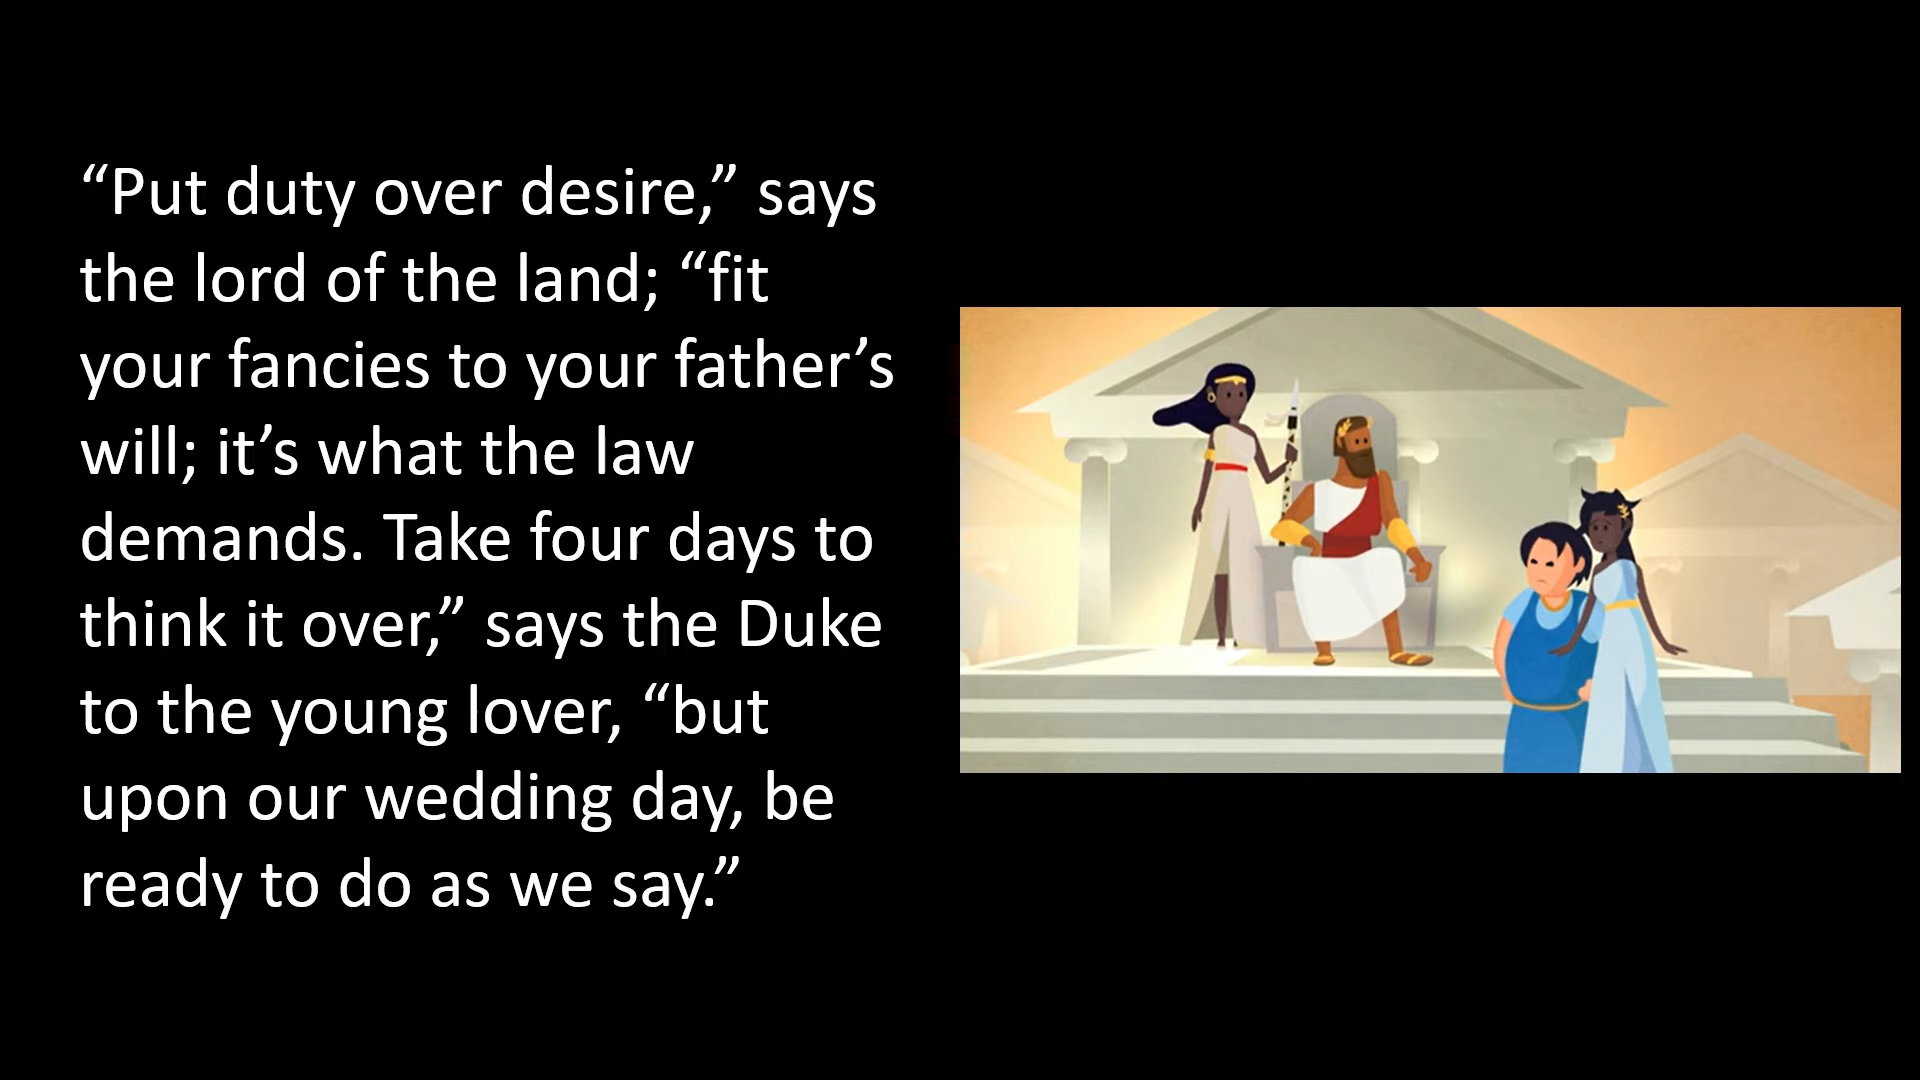 “Put duty over desire,” says
the lord of the land; “fit
your fancies to your father’s
will; it’s what the law
demands. Take four days to
think it over,” says the Duke
to the young lover, “but
upon our wedding day, be
ready to do as we say.”